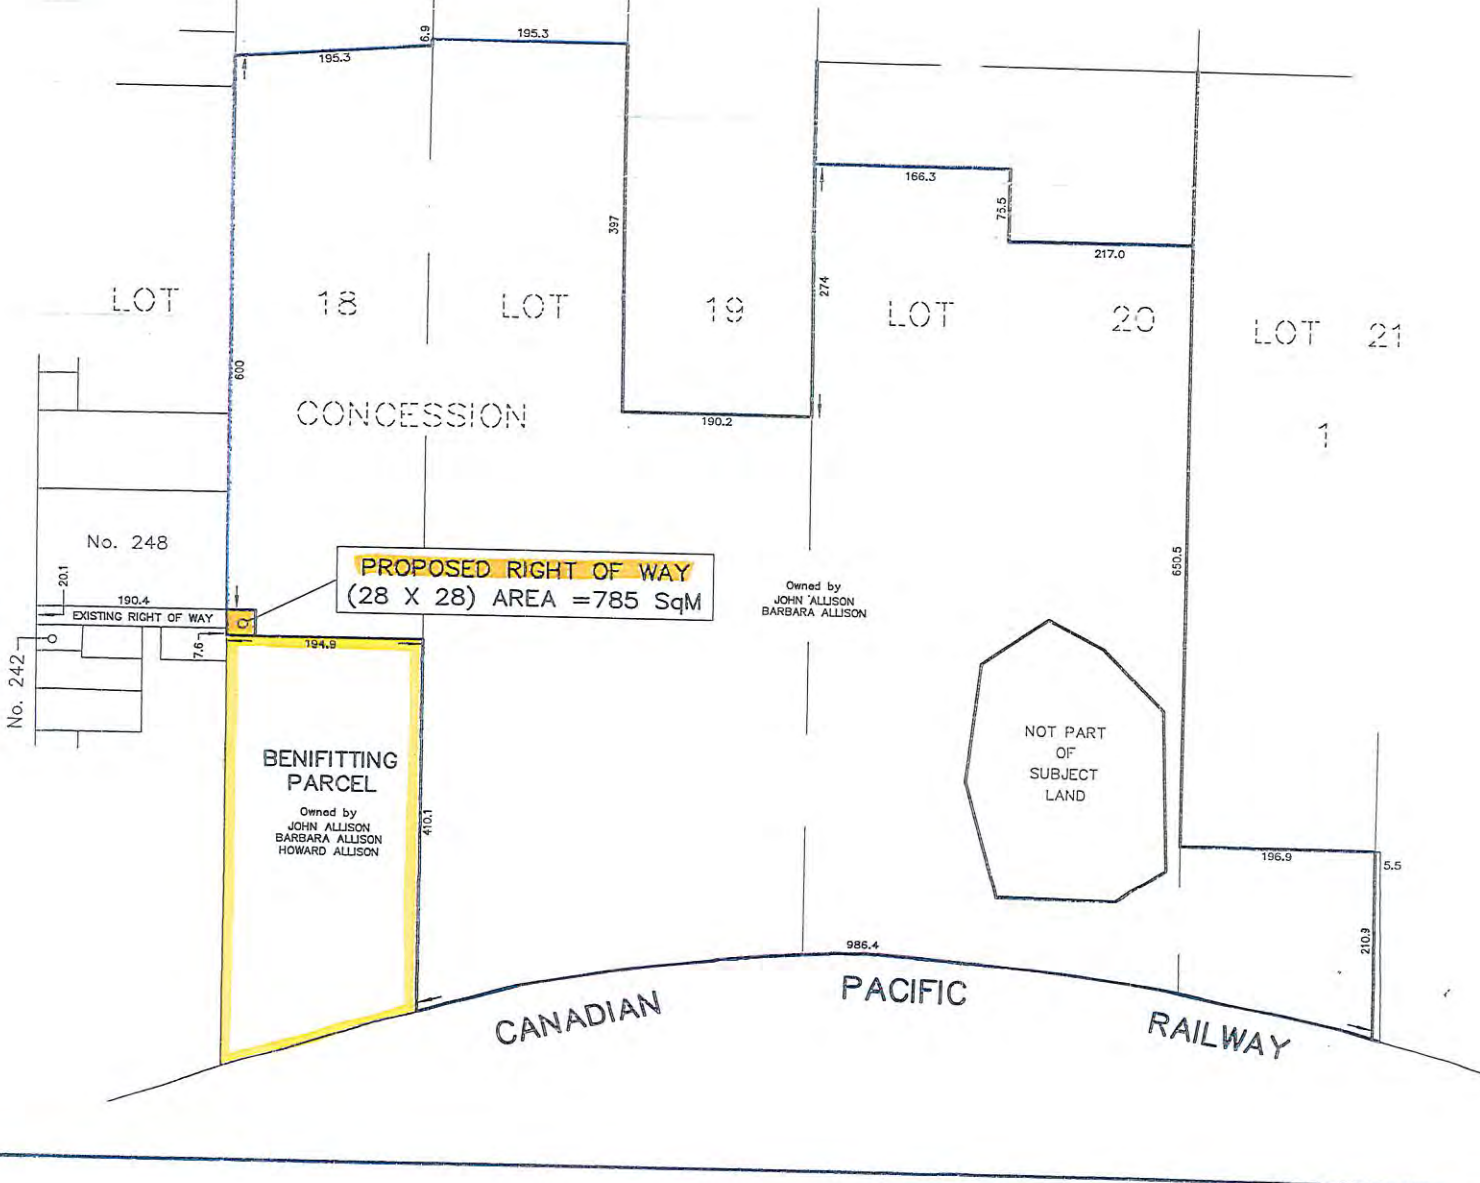 6.9
195.3
195.3
166.3
75.5
217.0
397
274
LOT 18 LOT 19 LOT 20 LOT 21
600
CONCESSION
1
190.2
No. 248
20.1
190.4
EXISTING RIGHT OF WAY
7.6
No. 242
PROPOSED RIGHT OF WAY
(28 X 28) AREA =785 SqM
194.9
Owned by
JOHN ALLISON
BARBARA ALLISON
650.5
BENIFITTING
PARCEL
Owned by
JOHN ALLISON
BARBARA ALLISON
HOWARD ALLISON
410.1
NOT PART
OF
SUBJECT
LAND
196.9
5.5
210.9
986.4
CANADIAN PACIFIC RAILWAY